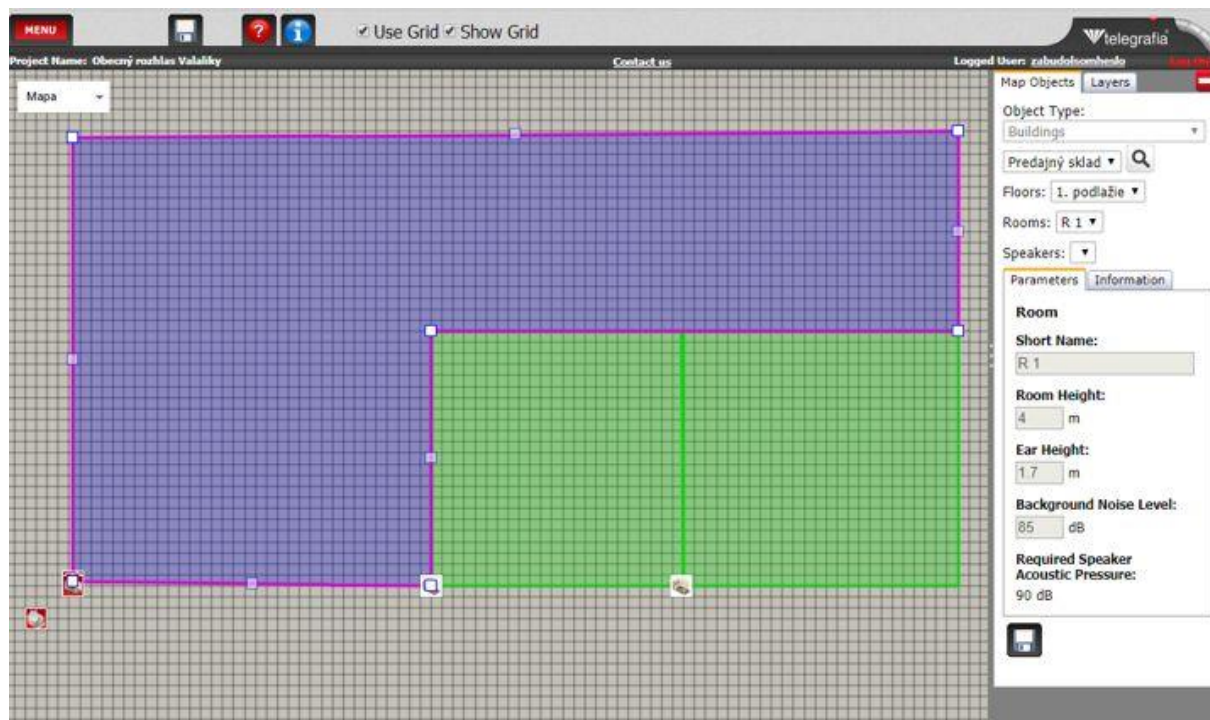 MENU
Use Grid Show Grid
telegrafia
Project Name: Obecný rozhlas Valaliky
Contact us
Logged User: zabudolsomheslo
Mapa
Map Objects Layers
Object Type:
Buildings
Predajný sklad
Floors: 1. podlažie
Rooms: R 1
Speakers:
Parameters Information
Room
Short Name:
R 1
Room Height:
4 m
Ear Height:
1.7 m
Background Noise Level:
85 dB
Required Speaker
Acoustic Pressure:
90 dB